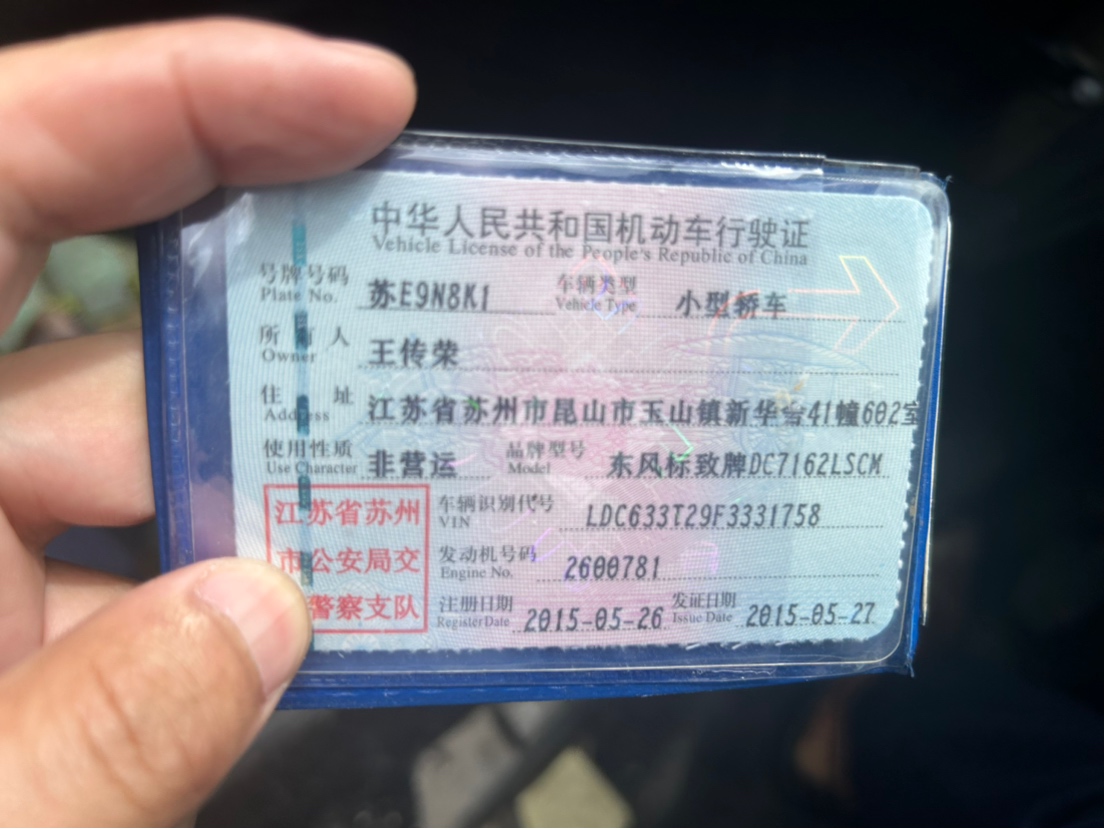 中华人民共和国机动车行驶证
Vehicle License of the People's Republic of China
号牌号码 苏E9N8K1 车辆类型 小型轿车
Plate No. Vehicle Type
所有人 王传荣
Owner
住址 江苏省苏州市昆山市玉山镇新华舍41幢602室
Address
使用性质 非营运 品牌型号 东风标致牌DC7162LSCM
Use Character Model
江苏省苏州
市公安局交
警察支队
车辆识别代号 LDC633T29F3331758
VIN
发动机号码 2600781
Engine No.
注册日期 2015-05-26 发证日期 2015-05-27
Register Date Issue Date